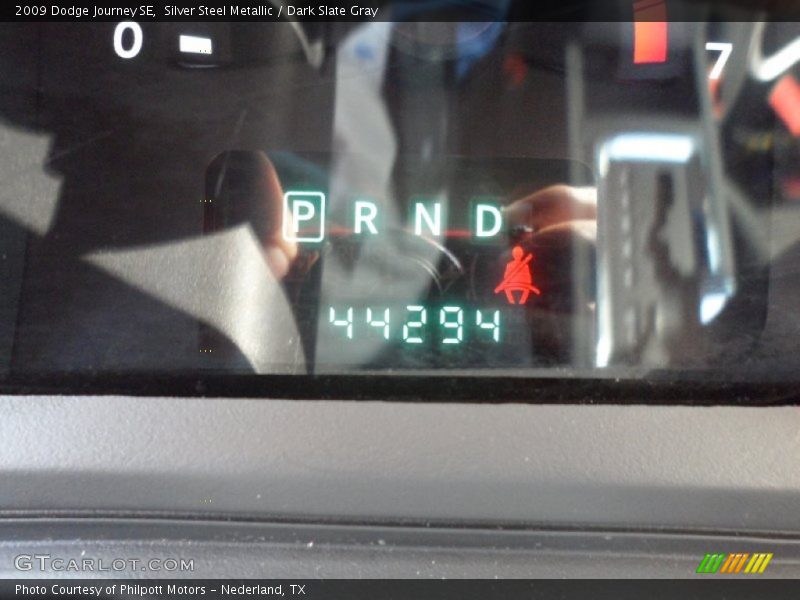 2009 Dodge Journey SE,  Silver Steel Metallic / Dark Slate Gray
0 7
P R N D
44294
GTCARLOT.COM
Photo Courtesy of Philpott Motors - Nederland, TX